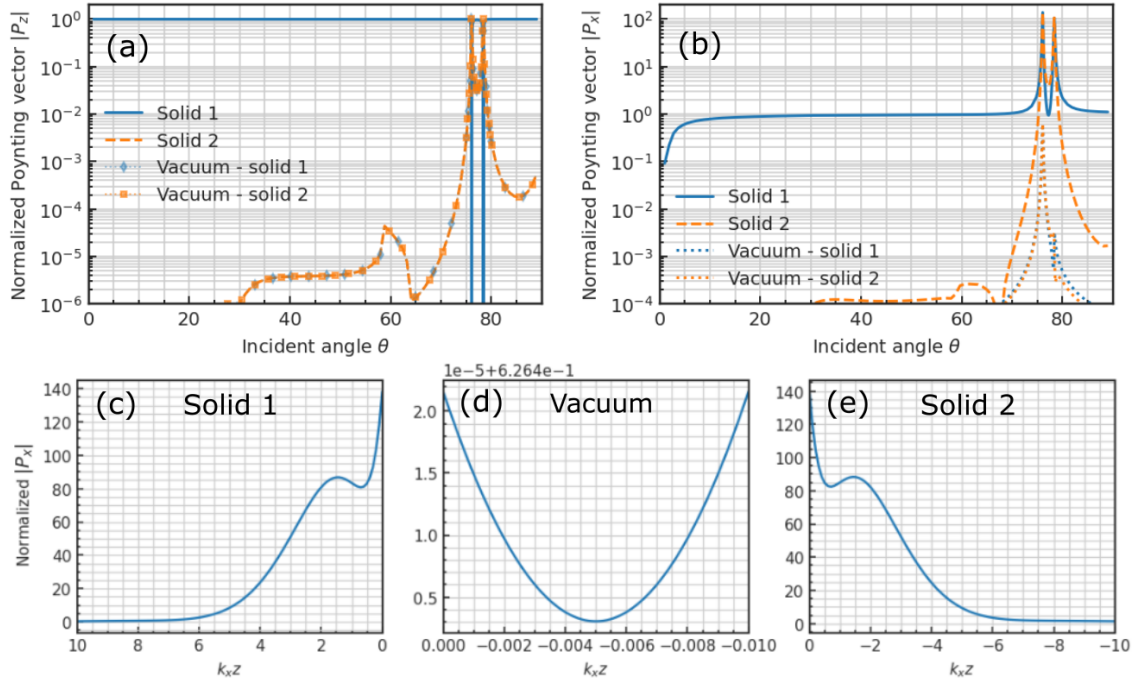 Normalized Poynting vector |P_z|
10^0
10^-1
10^-2
10^-3
10^-4
10^-5
10^-6
(a)
Solid 1
Solid 2
Vacuum - solid 1
Vacuum - solid 2
0 20 40 60 80
Incident angle θ
Normalized Poynting vector |P_x|
10^2
10^1
10^0
10^-1
10^-2
10^-3
10^-4
(b)
Solid 1
Solid 2
Vacuum - solid 1
Vacuum - solid 2
0 20 40 60 80
Incident angle θ
Normalized |P_x|
140
120
100
80
60
40
20
0
(c) Solid 1
10 8 6 4 2 0
k_xz
1e-5+6.264e-1
2.0
1.5
1.0
0.5
(d) Vacuum
0.000 −0.002 −0.004 −0.006 −0.008 −0.010
k_xz
140
120
100
80
60
40
20
0
(e) Solid 2
0 −2 −4 −6 −8 −10
k_xz